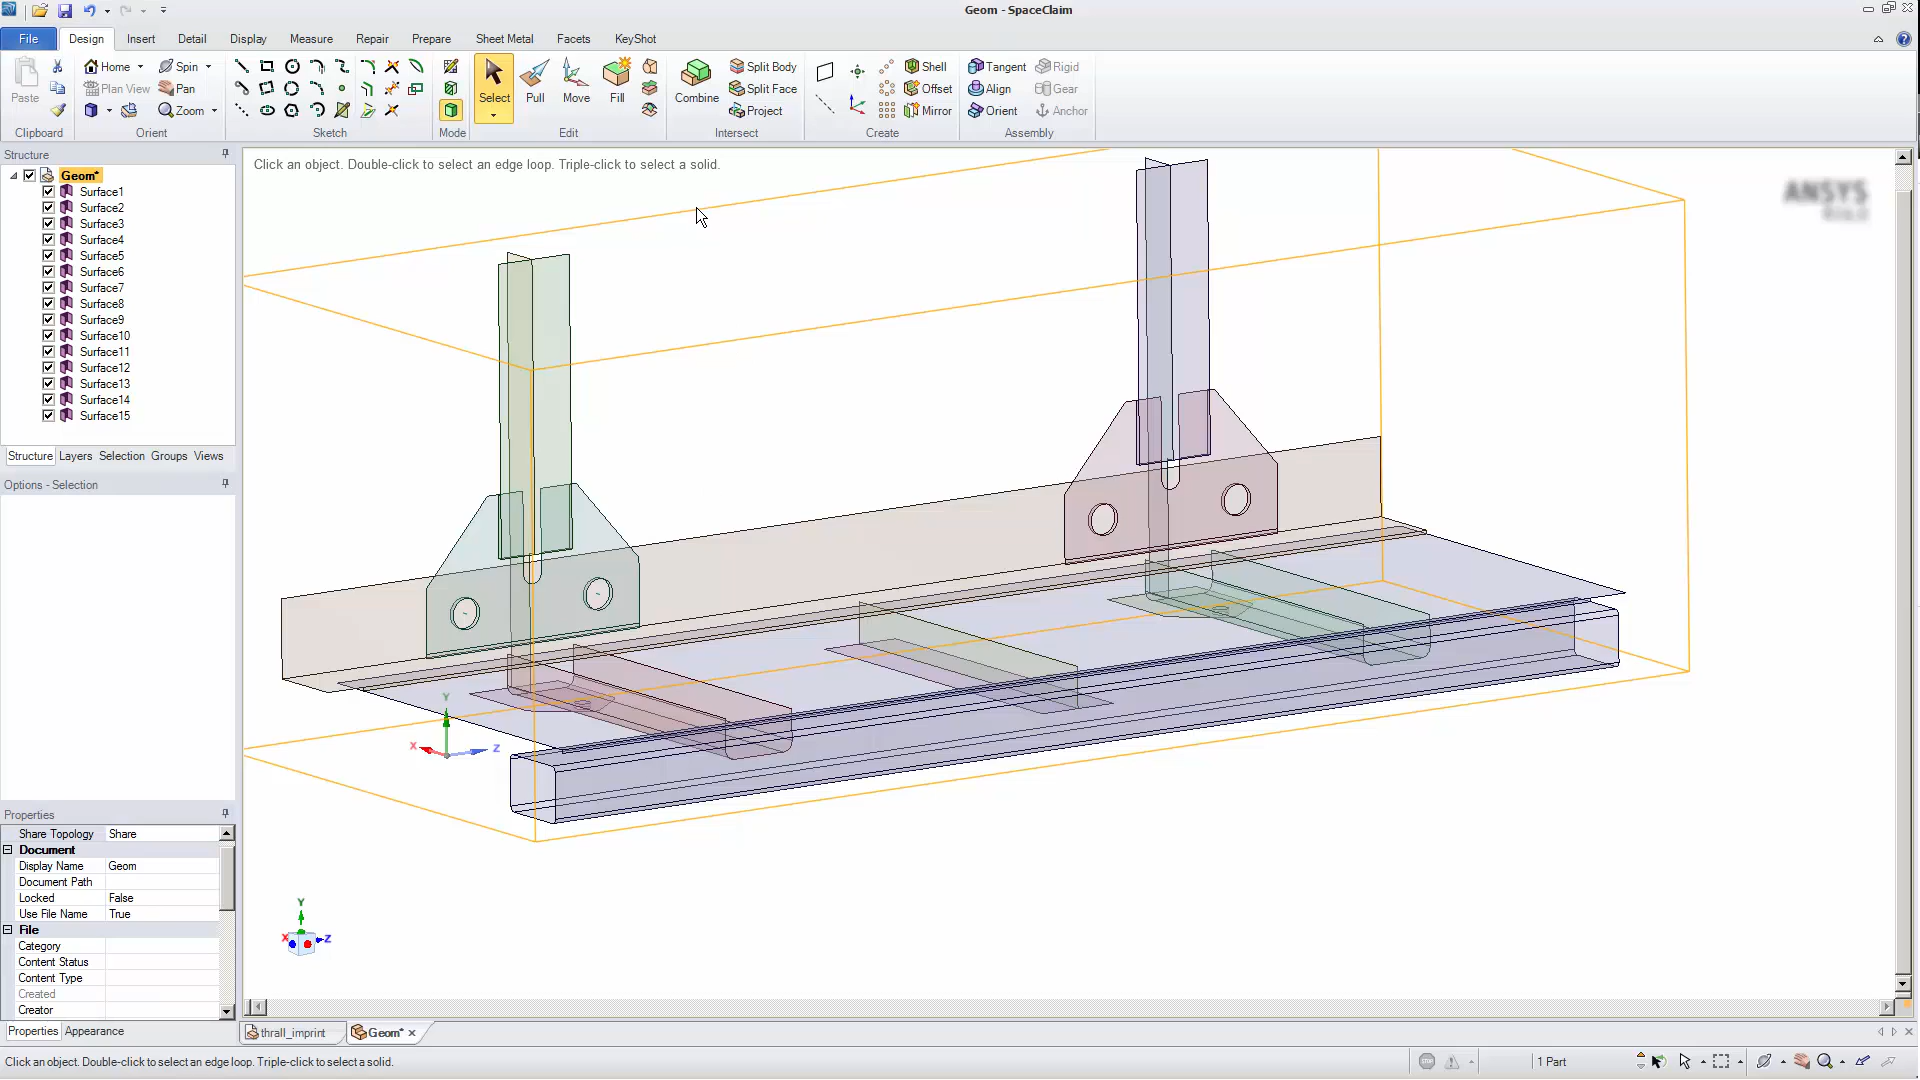 Geom - SpaceClaim
File Design Insert Detail Display Measure Repair Prepare Sheet Metal Facets KeyShot
Paste
Home Spin
Plan View Pan
Zoom
Select Pull Move Fill
Combine Split Body
Split Face
Project
Shell
Offset
Mirror
Tangent Rigid
Align Gear
Orient Anchor
Clipboard Orient Sketch Mode Edit Intersect Create Assembly
Structure
Geom*
Surface1
Surface2
Surface3
Surface4
Surface5
Surface6
Surface7
Surface8
Surface9
Surface10
Surface11
Surface12
Surface13
Surface14
Surface15
Structure Layers Selection Groups Views
Options - Selection
Properties
Share Topology Share
Document
Display Name Geom
Document Path
Locked False
Use File Name True
File
Category
Content Status
Content Type
Created
Creator
Properties Appearance
Click an object. Double-click to select an edge loop. Triple-click to select a solid.
ANSYS
Y
X
Z
Y
X
Z
thrall_imprint Geom*
Click an object. Double-click to select an edge loop. Triple-click to select a solid.
1 Part